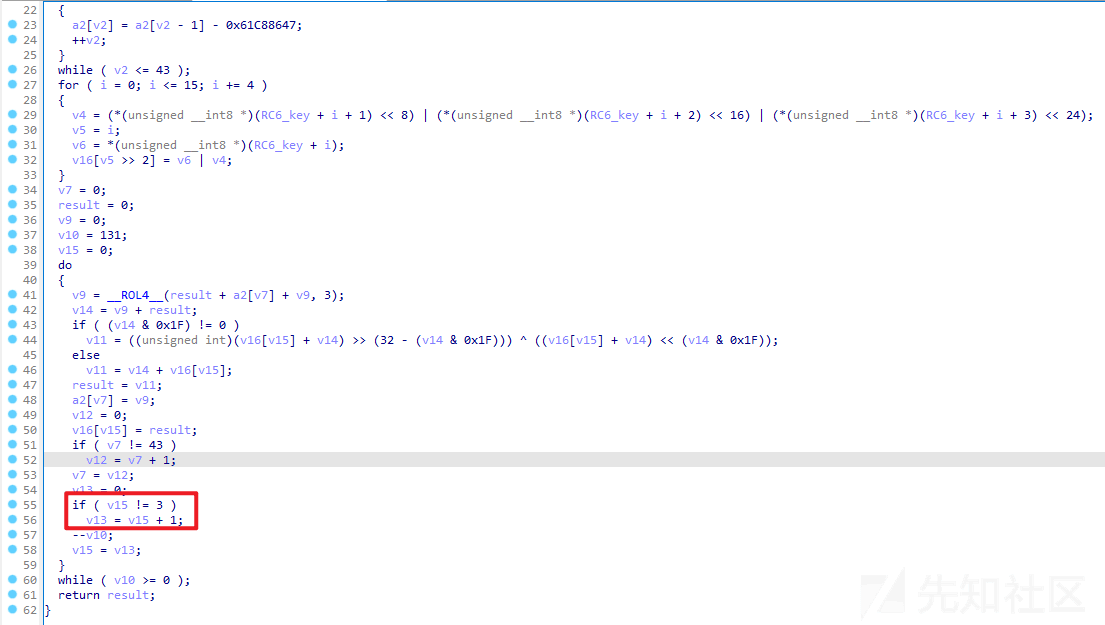 22 {
23 a2[v2] = a2[v2 - 1] - 0x61C88647;
24 ++v2;
25 }
26 while ( v2 <= 43 );
27 for ( i = 0; i <= 15; i += 4 )
28 {
29 v4 = (*(unsigned __int8 *)(RC6_key + i + 1) << 8) | (*(unsigned __int8 *)(RC6_key + i + 2) << 16) | (*(unsigned __int8 *)(RC6_key + i + 3) << 24);
30 v5 = i;
31 v6 = *(unsigned __int8 *)(RC6_key + i);
32 v16[v5 >> 2] = v6 | v4;
33 }
34 v7 = 0;
35 result = 0;
36 v9 = 0;
37 v10 = 131;
38 v15 = 0;
39 do
40 {
41 v9 = __ROL4__(result + a2[v7] + v9, 3);
42 v14 = v9 + result;
43 if ( (v14 & 0x1F) != 0 )
44 v11 = ((unsigned int)(v16[v15] + v14) >> (32 - (v14 & 0x1F))) ^ ((v16[v15] + v14) << (v14 & 0x1F));
45 else
46 v11 = v14 + v16[v15];
47 result = v11;
48 a2[v7] = v9;
49 v12 = 0;
50 v16[v15] = result;
51 if ( v7 != 43 )
52 v12 = v7 + 1;
53 v7 = v12;
54 v13 = 0;
55 if ( v15 != 3 )
56 v13 = v15 + 1;
57 --v10;
58 v15 = v13;
59 }
60 while ( v10 >= 0 );
61 return result;
62 }
先知社区